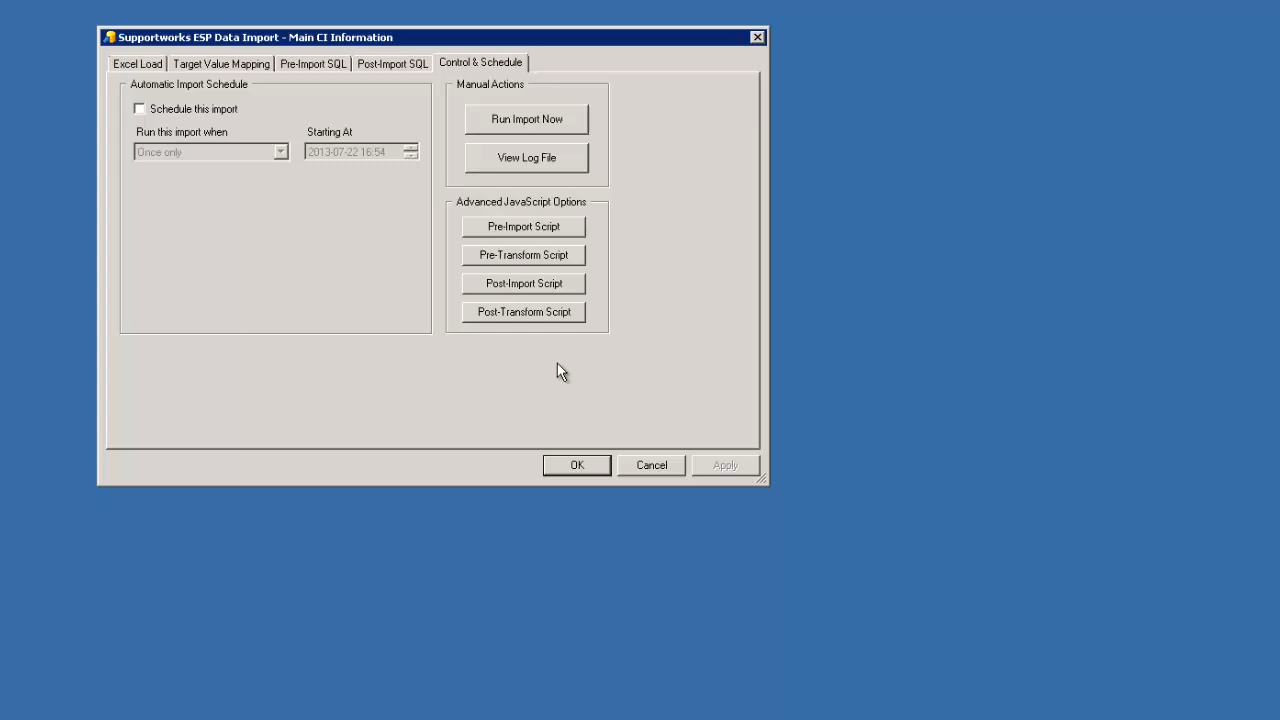 Supportworks ESP Data Import - Main CI Information
Excel Load Target Value Mapping Pre-Import SQL Post-Import SQL Control & Schedule
Automatic Import Schedule
Schedule this import
Run this import when Starting At
Once only 2013-07-22 16:54
Manual Actions
Run Import Now
View Log File
Advanced JavaScript Options
Pre-Import Script
Pre-Transform Script
Post-Import Script
Post-Transform Script
OK Cancel Apply